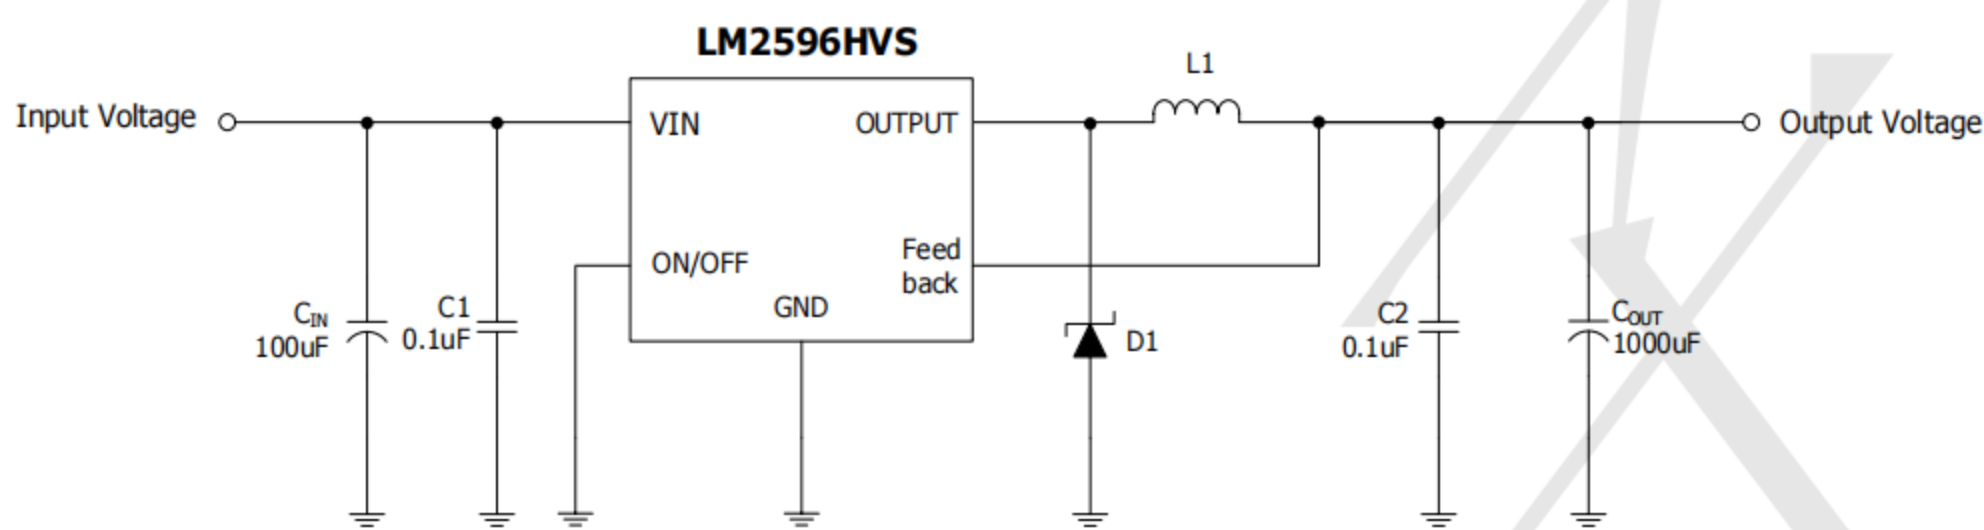 LM2596HVS
L1
Input Voltage
VIN
OUTPUT
Output Voltage
ON/OFF
Feed
back
GND
CIN
100uF
C1
0.1uF
D1
C2
0.1uF
COUT
1000uF